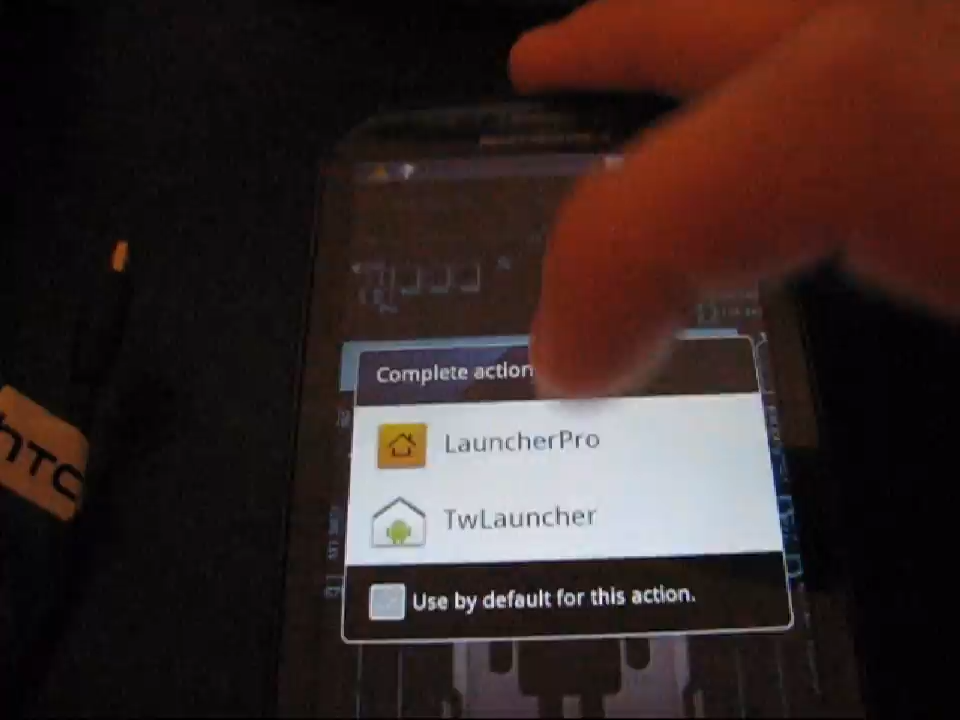 Complete action
LauncherPro
TwLauncher
Use by default for this action.
hTC